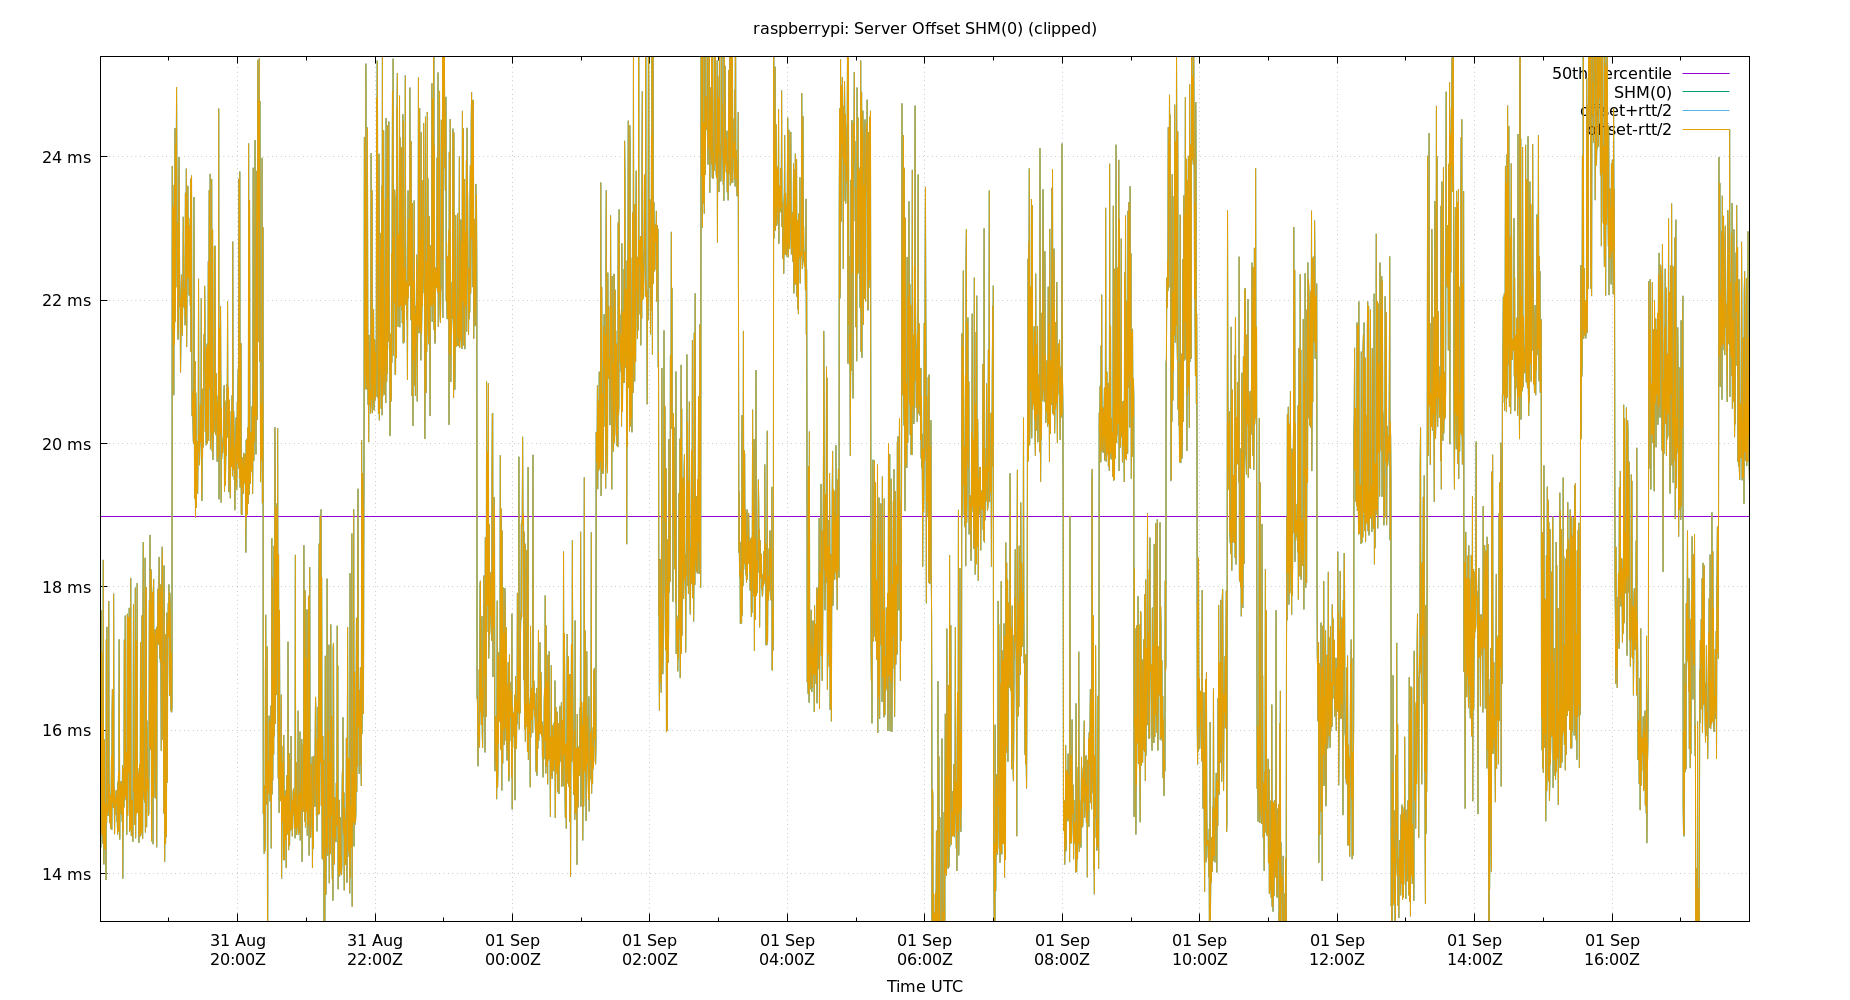 raspberrypi: Server Offset SHM(0) (clipped)
50th percentile
SHM(0)
offset+rtt/2
offset-rtt/2
24 ms
22 ms
20 ms
18 ms
16 ms
14 ms
31 Aug 31 Aug 01 Sep 01 Sep 01 Sep 01 Sep 01 Sep 01 Sep 01 Sep 01 Sep 01 Sep
20:00Z 22:00Z 00:00Z 02:00Z 04:00Z 06:00Z 08:00Z 10:00Z 12:00Z 14:00Z 16:00Z
Time UTC